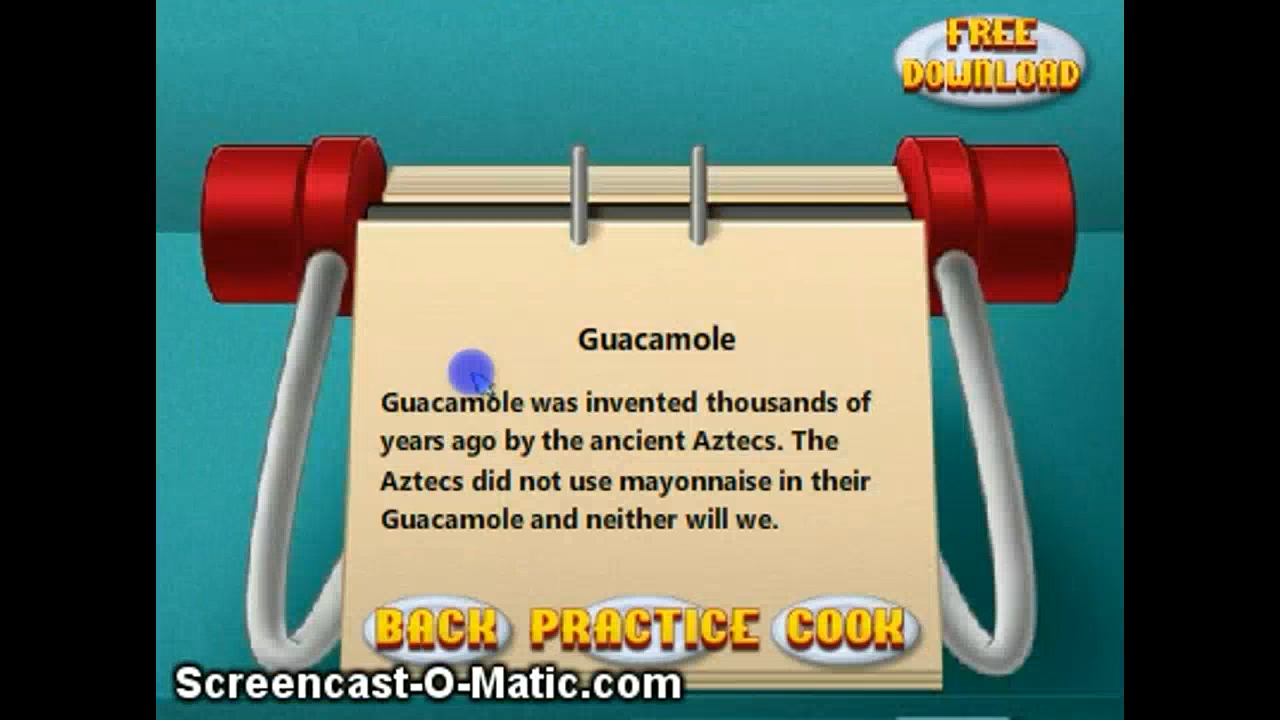 FREE
DOWNLOAD
Guacamole
Guacamole was invented thousands of
years ago by the ancient Aztecs. The
Aztecs did not use mayonnaise in their
Guacamole and neither will we.
BACK PRACTICE COOK
Screencast-O-Matic.com